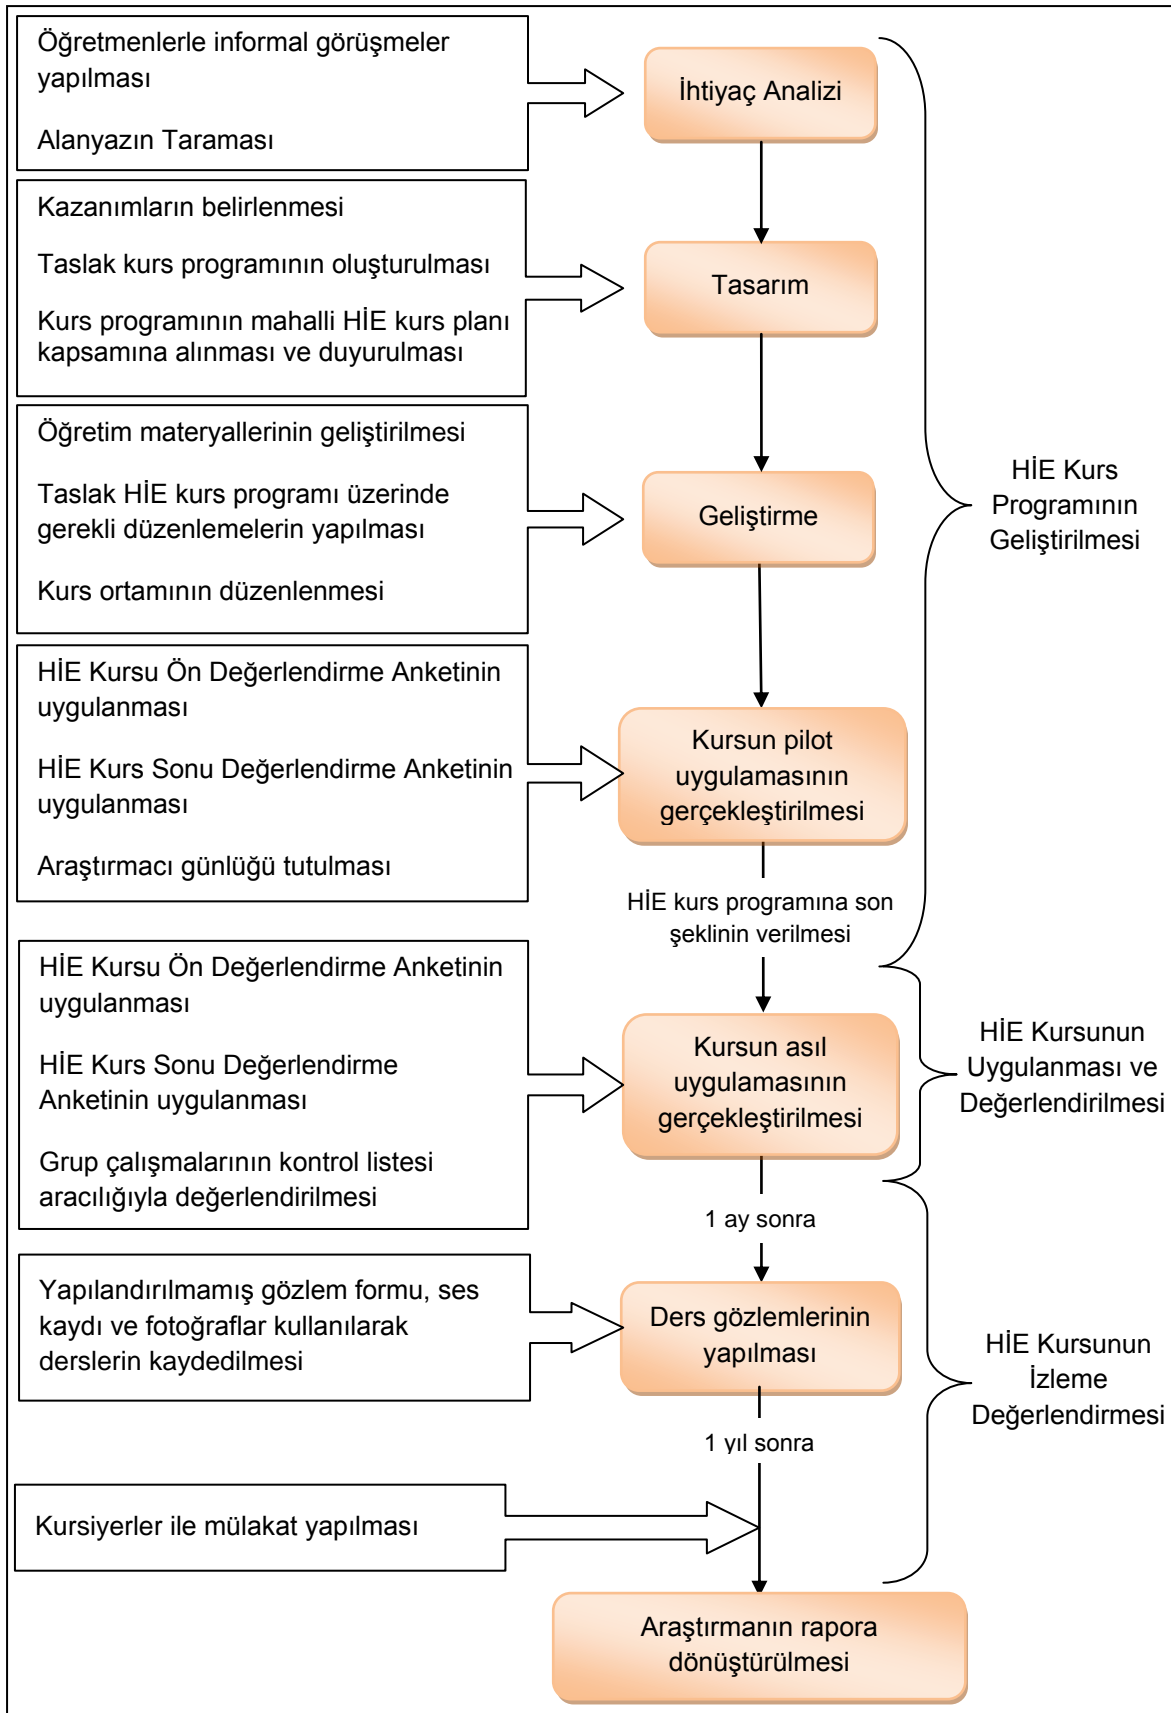 Öğretmenlerle informal görüşmeler
yapılması
Alanyazın Taraması
İhtiyaç Analizi
Kazanımların belirlenmesi
Taslak kurs programının oluşturulması
Kurs programının mahalli HİE kurs planı
kapsamına alınması ve duyurulması
Tasarım
Öğretim materyallerinin geliştirilmesi
Taslak HİE kurs programı üzerinde
gerekli düzenlemelerin yapılması
Kurs ortamının düzenlenmesi
Geliştirme
HİE Kurs
Programının
Geliştirilmesi
HİE Kursu Ön Değerlendirme Anketinin
uygulanması
HİE Kurs Sonu Değerlendirme Anketinin
uygulanması
Araştırmacı günlüğü tutulması
Kursun pilot
uygulamasının
gerçekleştirilmesi
HİE kurs programına son
şeklinin verilmesi
HİE Kursu Ön Değerlendirme Anketinin
uygulanması
HİE Kurs Sonu Değerlendirme
Anketinin uygulanması
Grup çalışmalarının kontrol listesi
aracılığıyla değerlendirilmesi
Kursun asıl
uygulamasının
gerçekleştirilmesi
HİE Kursunun
Uygulanması ve
Değerlendirilmesi
1 ay sonra
Yapılandırılmamış gözlem formu, ses
kaydı ve fotoğraflar kullanılarak
derslerin kaydedilmesi
Ders gözlemlerinin
yapılması
HİE Kursunun
İzleme
Değerlendirmesi
1 yıl sonra
Kursiyerler ile mülakat yapılması
Araştırmanın rapora
dönüştürülmesi